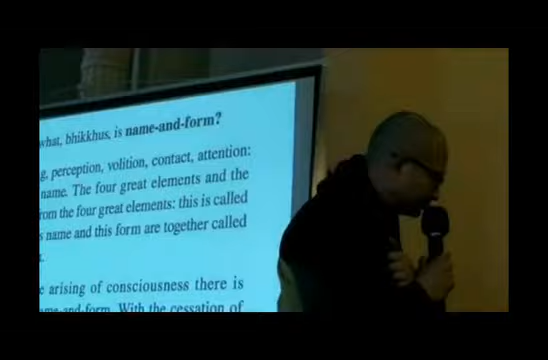 what, bhikkhus, is name-and-form?
g, perception, volition, contact, attention:
name. The four great elements and the
rom the four great elements: this is called
s name and this form are together called
e arising of consciousness there is
me-and-form. With the cessation of